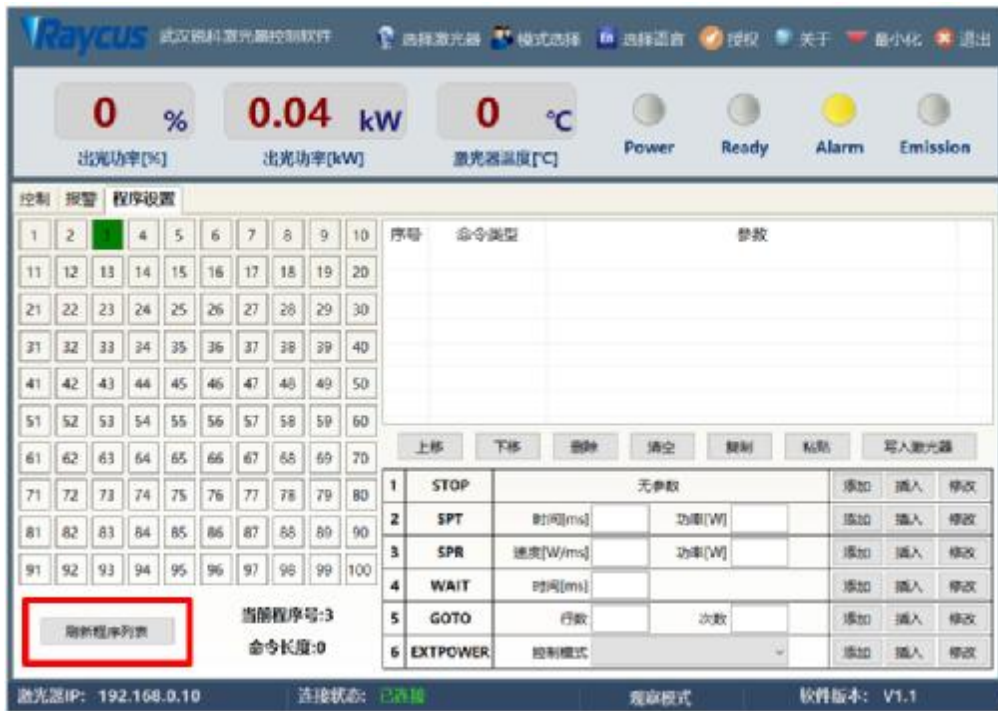 Raycus 武汉锐科激光器控制软件 选择激光器 模式选择 En 选择语言 授权 关于 最小化 退出
0 % 0.04 kW 0 ℃
出光功率[%] 出光功率[kW] 激光器温度[℃] Power Ready Alarm Emission
控制 报警 程序设置
1 2 3 4 5 6 7 8 9 10 序号 命令类型 参数
11 12 13 14 15 16 17 18 19 20
21 22 23 24 25 26 27 28 29 30
31 32 33 34 35 36 37 38 39 40
41 42 43 44 45 46 47 48 49 50
51 52 53 54 55 56 57 58 59 60
上移 下移 删除 清空 复制 粘贴 写入激光器
61 62 63 64 65 66 67 68 69 70
71 72 73 74 75 76 77 78 79 80
81 82 83 84 85 86 87 88 89 90
91 92 93 94 95 96 97 98 99 100
1 STOP 无参数 添加 插入 修改
2 SPT 时间[ms] 功率[W] 添加 插入 修改
3 SPR 速度[W/ms] 功率[W] 添加 插入 修改
4 WAIT 时间[ms] 添加 插入 修改
5 GOTO 行数 次数 添加 插入 修改
6 EXTPOWER 控制模式 添加 插入 修改
刷新程序列表
当前程序号:3
命令长度:0
激光器IP: 192.168.0.10 连接状态: 已连接 观察模式 软件版本: V1.1